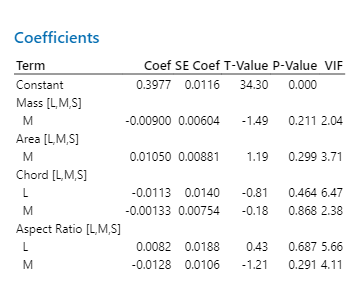 Coefficients
Term Coef SE Coef T-Value P-Value VIF
Constant 0.3977 0.0116 34.30 0.000
Mass [L,M,S]
M -0.00900 0.00604 -1.49 0.211 2.04
Area [L,M,S]
M 0.01050 0.00881 1.19 0.299 3.71
Chord [L,M,S]
L -0.0113 0.0140 -0.81 0.464 6.47
M -0.00133 0.00754 -0.18 0.868 2.38
Aspect Ratio [L,M,S]
L 0.0082 0.0188 0.43 0.687 5.66
M -0.0128 0.0106 -1.21 0.291 4.11